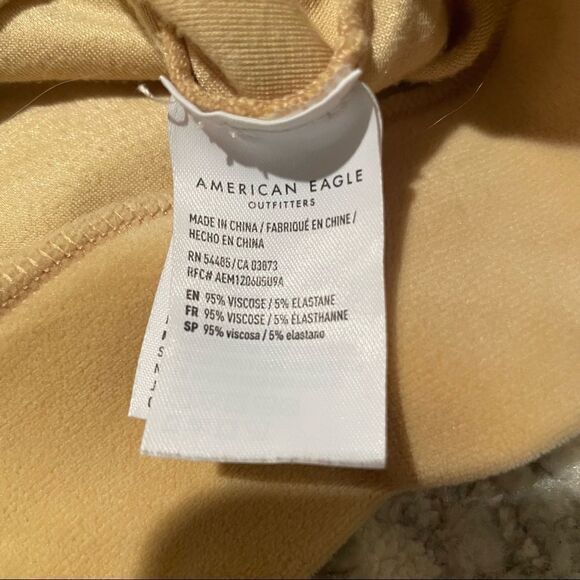 AMERICAN EAGLE
OUTFITTERS
MADE IN CHINA / FABRIQUÉ EN CHINE /
HECHO EN CHINA
RN 54485/CA 03073
RFC# AEM120605U9A
EN 95% VISCOSE / 5% ELASTANE
FR 95% VISCOSE / 5% ÉLASTHANNE
SP 95% viscosa / 5% elastano